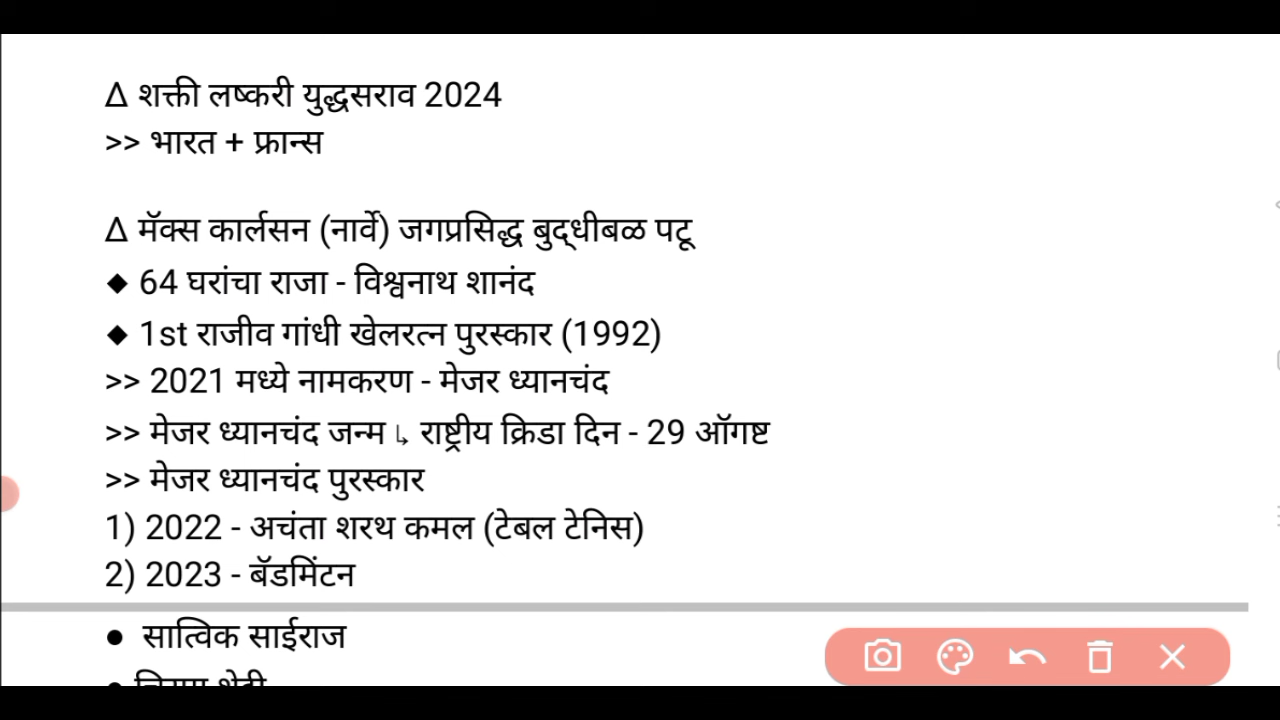 Δ शक्ती लष्करी युद्धसराव 2024
>> भारत + फ्रान्स
Δ मॅक्स कार्लसन (नार्वे) जगप्रसिद्ध बुद्धीबळ पटू
◆ 64 घरांचा राजा - विश्वनाथ शानंद
◆ 1st राजीव गांधी खेलरत्न पुरस्कार (1992)
>> 2021 मध्ये नामकरण - मेजर ध्यानचंद
>> मेजर ध्यानचंद जन्म ↳ राष्ट्रीय क्रिडा दिन - 29 ऑगष्ट
>> मेजर ध्यानचंद पुरस्कार
1) 2022 - अचंता शरथ कमल (टेबल टेनिस)
2) 2023 - बॅडमिंटन
● सात्विक साईराज